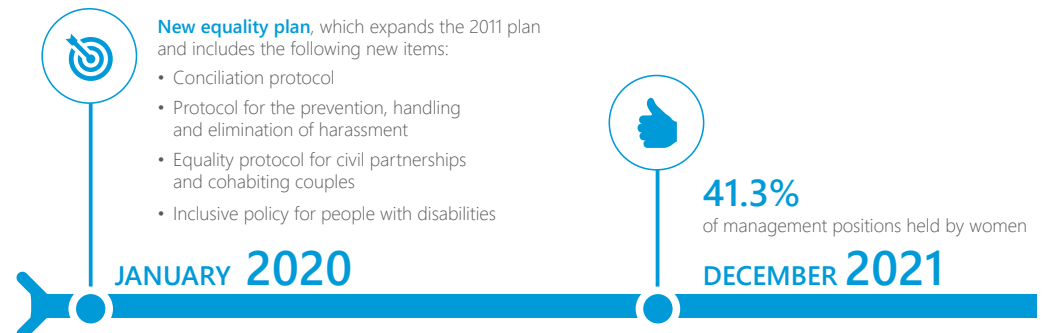 New equality plan, which expands the 2011 plan
and includes the following new items:
• Conciliation protocol
• Protocol for the prevention, handling
and elimination of harassment
• Equality protocol for civil partnerships
and cohabiting couples
• Inclusive policy for people with disabilities
JANUARY 2020
41.3%
of management positions held by women
DECEMBER 2021